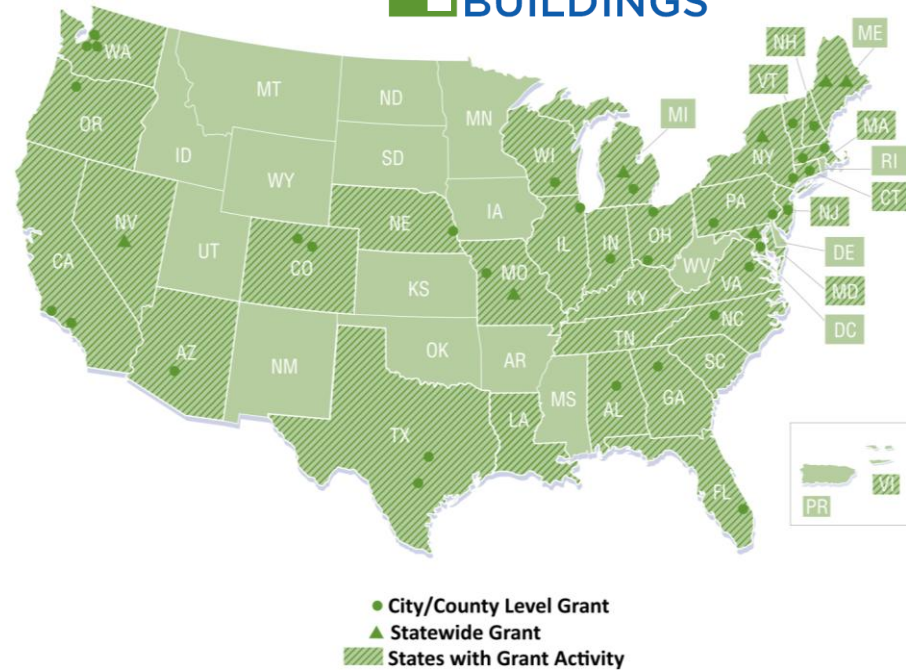 BUILDINGS
WA
MT
ND
MN
OR
ID
SD
WY
WI
MI
NH
ME
VT
MA
NY
RI
CT
NV
UT
NE
IA
PA
NJ
CA
CO
IL
IN
OH
WV
DE
KS
MO
VA
MD
KY
DC
AZ
NM
OK
AR
TN
NC
SC
TX
LA
MS
AL
GA
FL
PR
VI
City/County Level Grant
Statewide Grant
States with Grant Activity